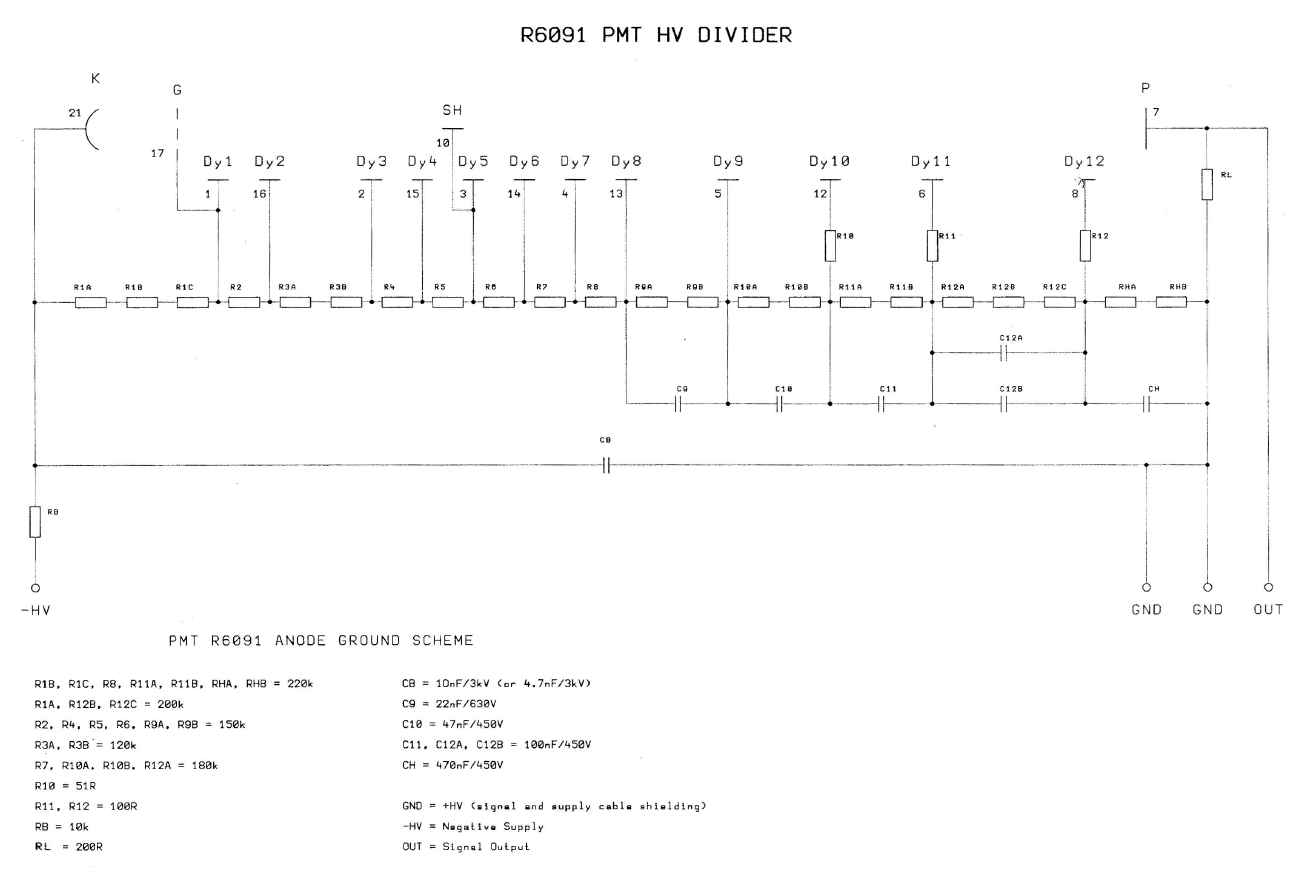 R6091 PMT HV DIVIDER
K
G
P
21
SH
7
10
17
Dy1 Dy2 Dy3 Dy4 Dy5 Dy6 Dy7 Dy8 Dy9 Dy10 Dy11 Dy12
RL
1 16 2 15 3 14 4 13 5 12 6 8
R10 R11 R12
R1A R1B R1C R2 R3A R3B R4 R5 R6 R7 R8 R9A R9B R10A R10B R11A R11B R12A R12B R12C RHA RHB
C12A
C9 C10 C11 C12B CH
CB
RB
-HV GND GND OUT
PMT R6091 ANODE GROUND SCHEME
R1B, R1C, R8, R11A, R11B, RHA, RHB = 220k
R1A, R12B, R12C = 200k
R2, R4, R5, R6, R9A, R9B = 150k
R3A, R3B = 120k
R7, R10A, R10B, R12A = 180k
R10 = 51R
R11, R12 = 100R
RB = 10k
RL = 200R
CB = 10nF/3kV (or 4.7nF/3kV)
C9 = 22nF/630V
C10 = 47nF/450V
C11, C12A, C12B = 100nF/450V
CH = 470nF/450V
GND = +HV (signal and supply cable shielding)
-HV = Negative Supply
OUT = Signal Output